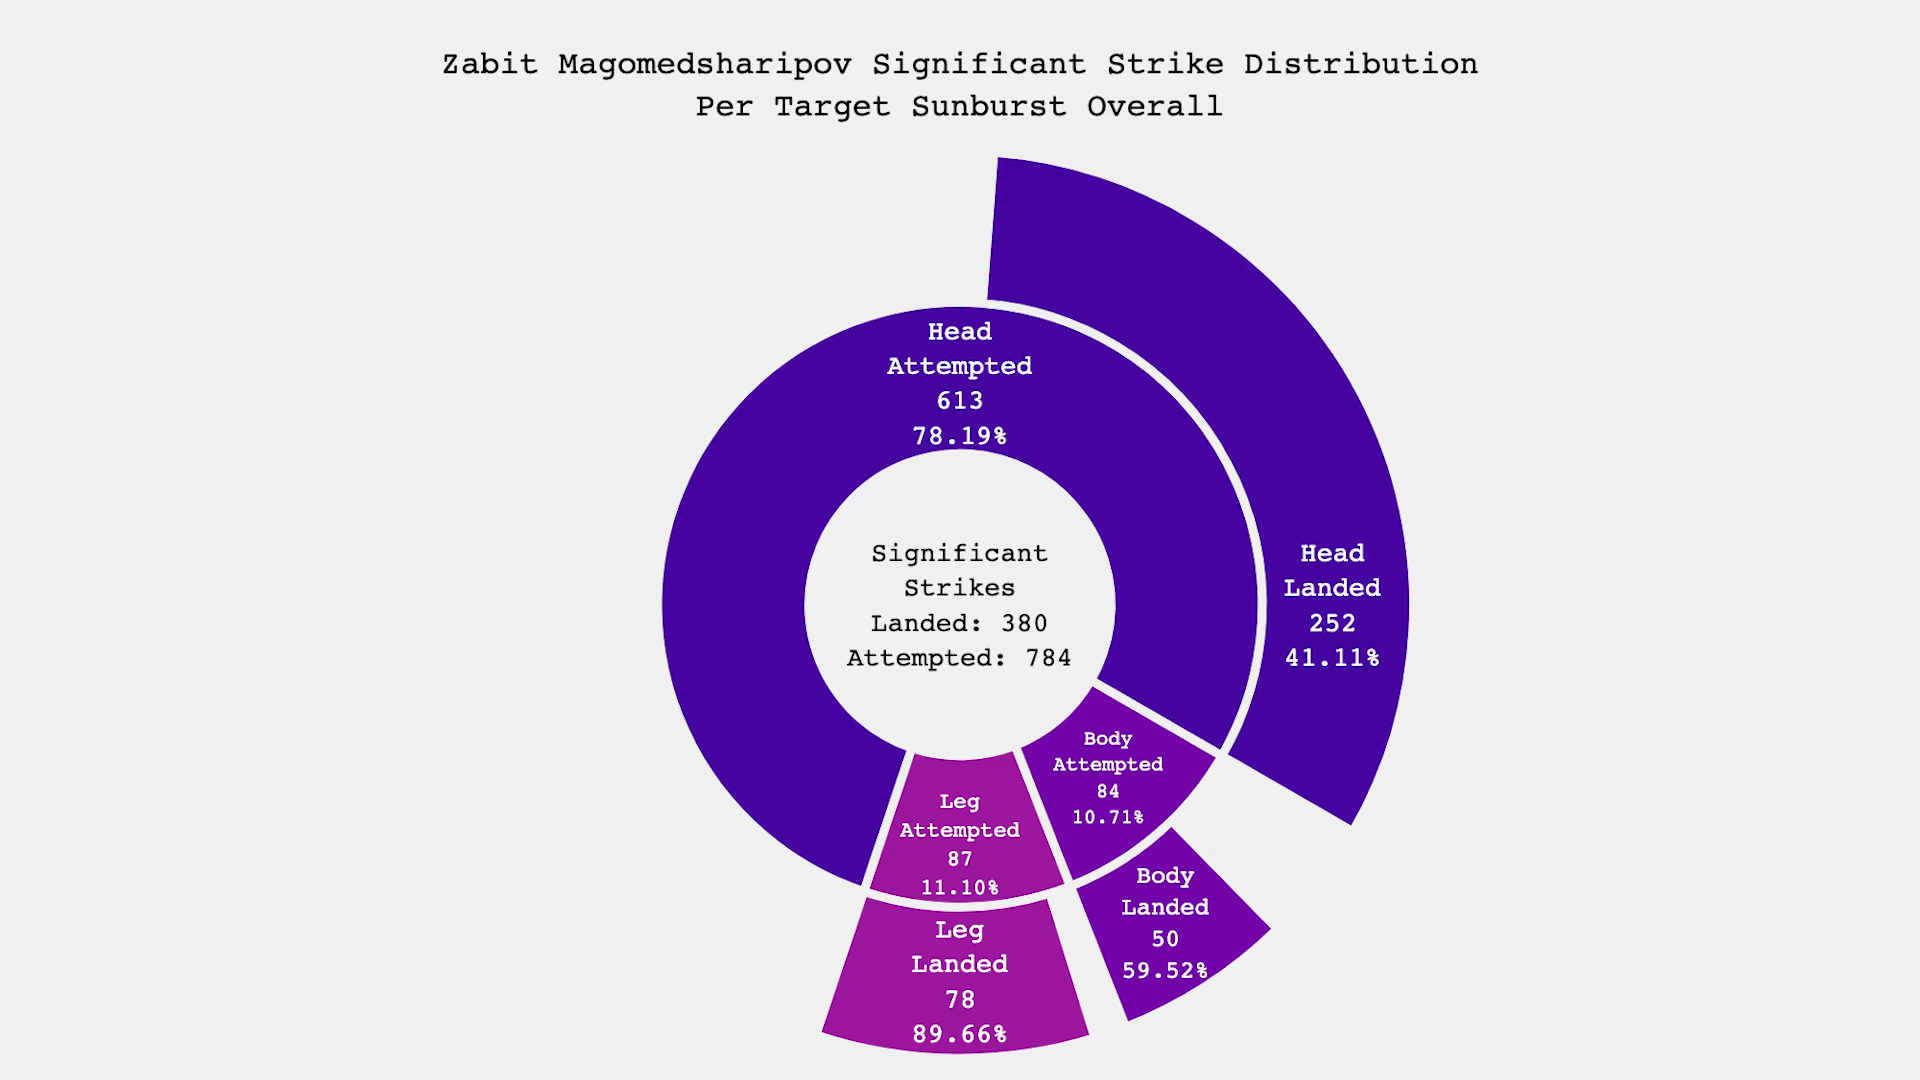 Zabit Magomedsharipov Significant Strike Distribution
Per Target Sunburst Overall
Head
Attempted
613
78.19%
Significant
Strikes
Landed: 380
Attempted: 784
Head
Landed
252
41.11%
Body
Attempted
84
10.71%
Leg
Attempted
87
11.10%
Body
Landed
50
59.52%
Leg
Landed
78
89.66%